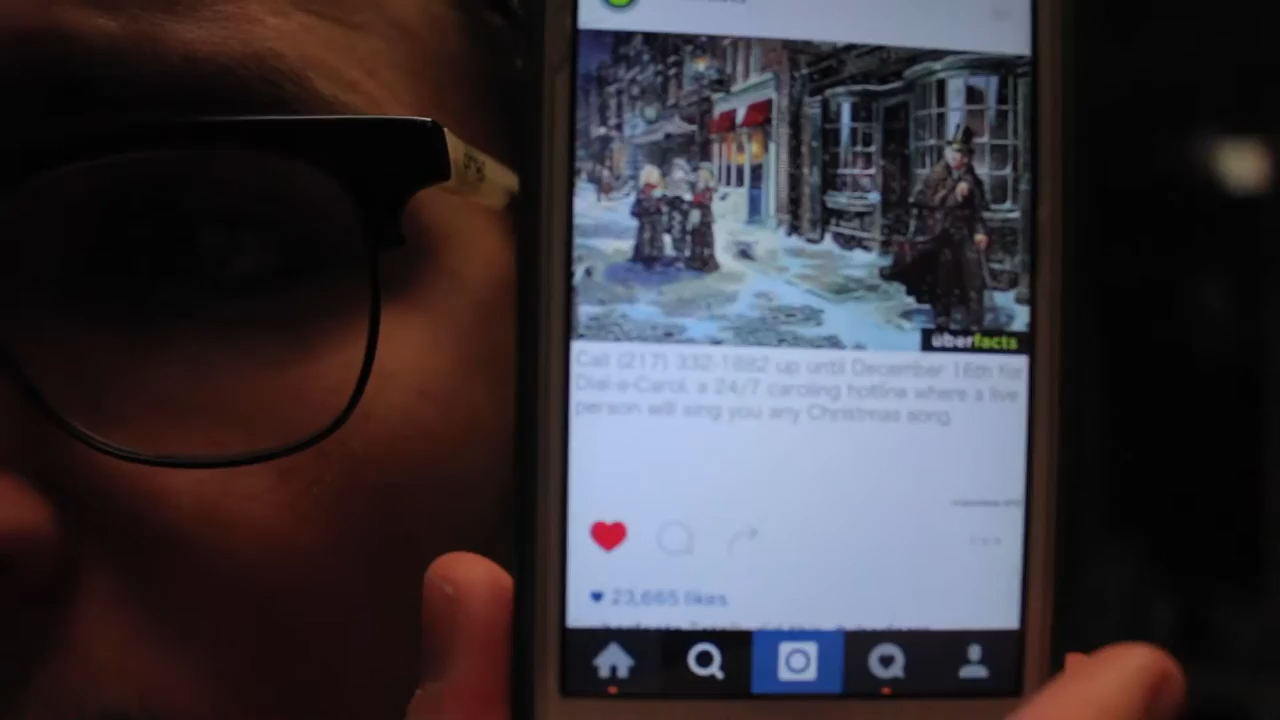 überfacts
Call (217) 332-1882 up until December 16th for
Dial-a-Carol, a 24/7 caroling hotline where a live
person will sing you any Christmas song.
23,665 likes